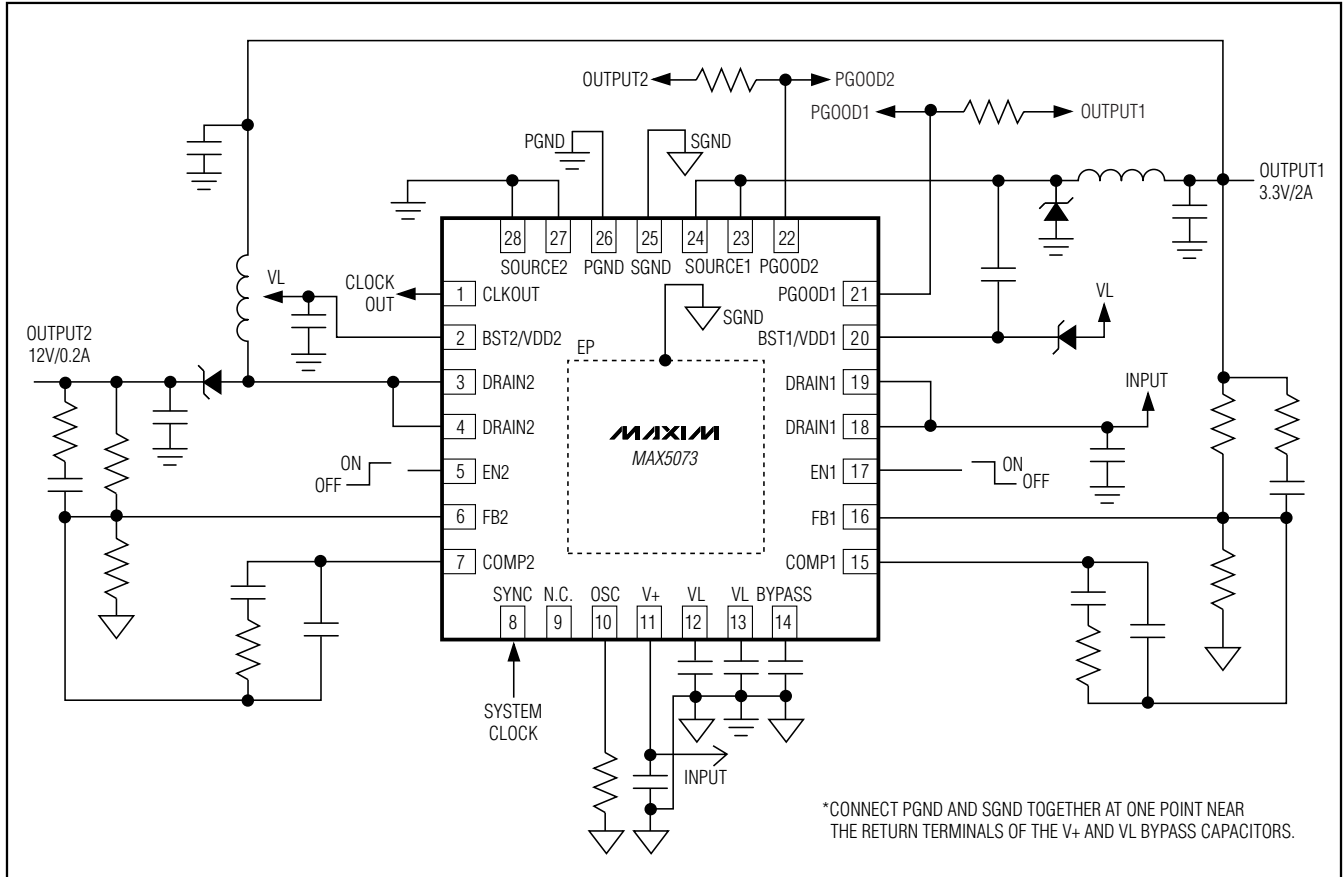 OUTPUT2
PGOOD2
PGOOD1
OUTPUT1
PGND
SGND
OUTPUT1
3.3V/2A
28
27
26
25
24
23
22
SOURCE2
PGND
SGND
SOURCE1
PGOOD2
VL
CLOCK
OUT
1
CLKOUT
SGND
PGOOD1
21
VL
OUTPUT2
12V/0.2A
2
BST2/VDD2
BST1/VDD1
20
EP
3
DRAIN2
DRAIN1
19
INPUT
4
DRAIN2
MAXIM
MAX5073
DRAIN1
18
ON
OFF
5
EN2
EN1
17
ON
OFF
6
FB2
FB1
16
7
COMP2
COMP1
15
SYNC
N.C.
OSC
V+
VL
VL
BYPASS
8
9
10
11
12
13
14
SYSTEM
CLOCK
INPUT
*CONNECT PGND AND SGND TOGETHER AT ONE POINT NEAR
THE RETURN TERMINALS OF THE V+ AND VL BYPASS CAPACITORS.